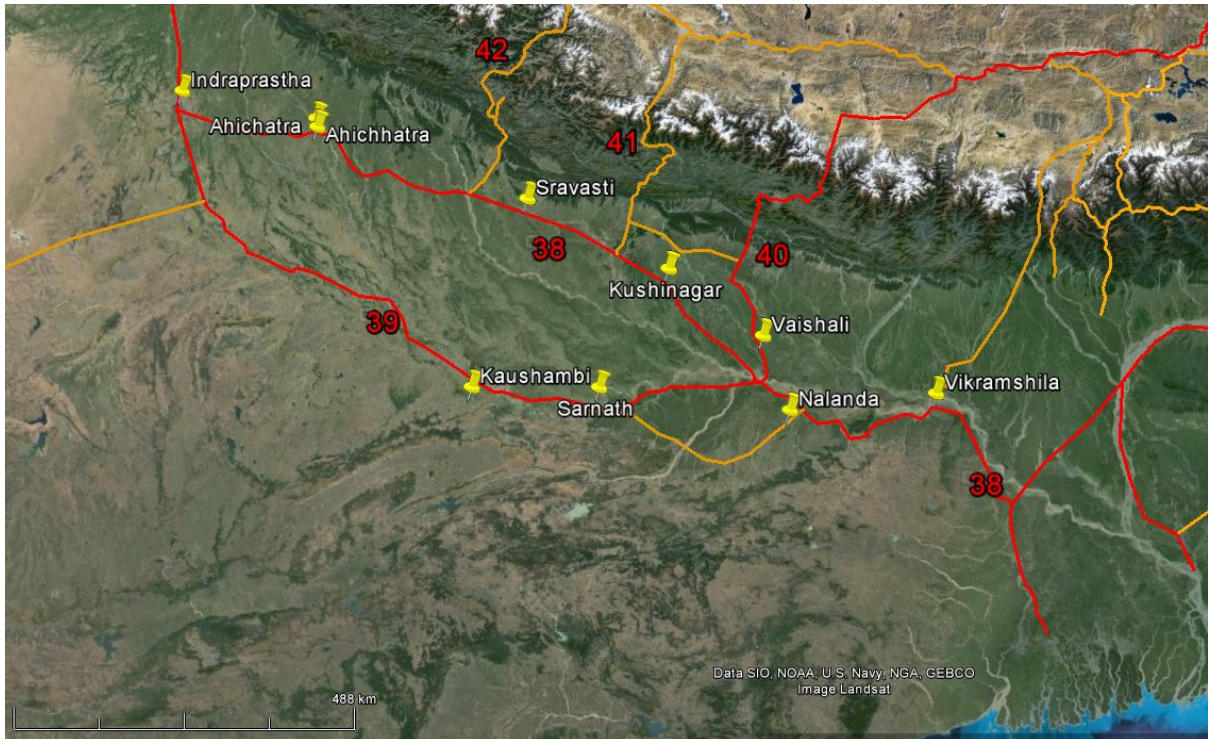 42
Indraprastha
Ahichatra
Ahichhatra
41
Sravasti
38
40
Kushinagar
39
Vaishali
Kaushambi
Sarnath
Nalanda
Vikramshila
38
Data SIO, NOAA, U.S. Navy, NGA, GEBCO
Image Landsat
488 km